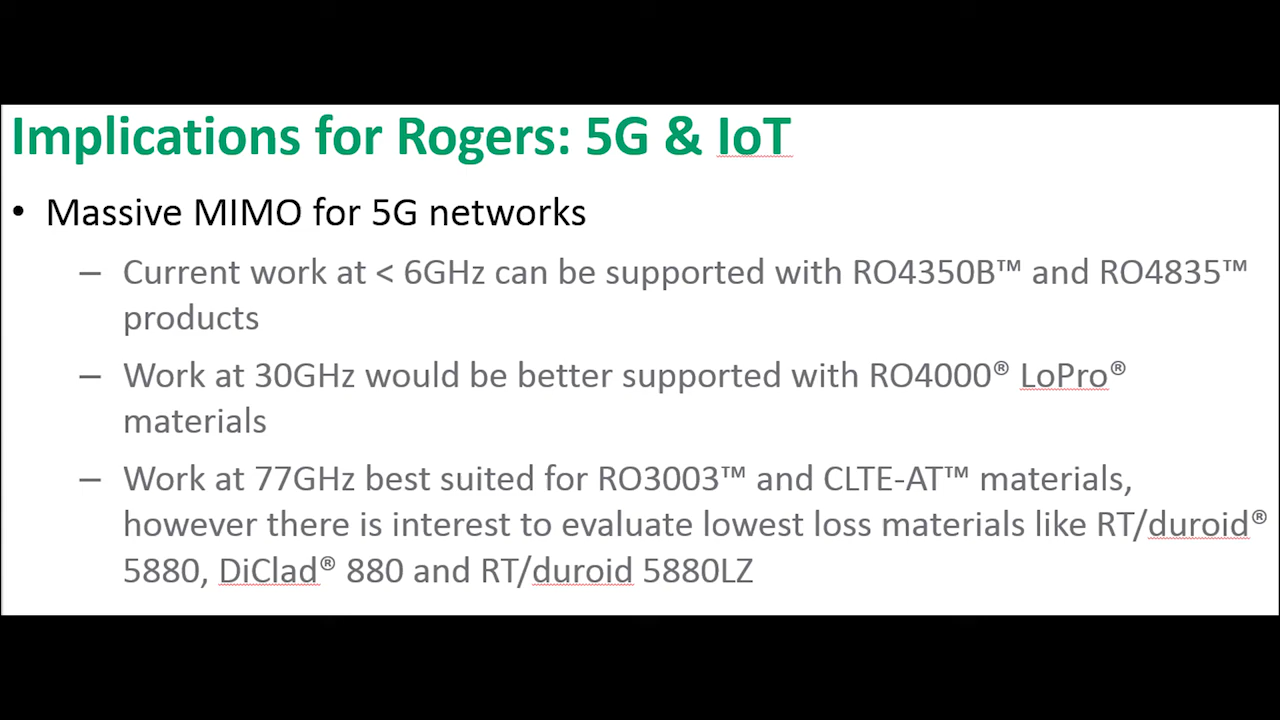 Implications for Rogers: 5G & IoT
• Massive MIMO for 5G networks
– Current work at < 6GHz can be supported with RO4350B™ and RO4835™
products
– Work at 30GHz would be better supported with RO4000® LoPro®
materials
– Work at 77GHz best suited for RO3003™ and CLTE-AT™ materials,
however there is interest to evaluate lowest loss materials like RT/duroid®
5880, DiClad® 880 and RT/duroid 5880LZ